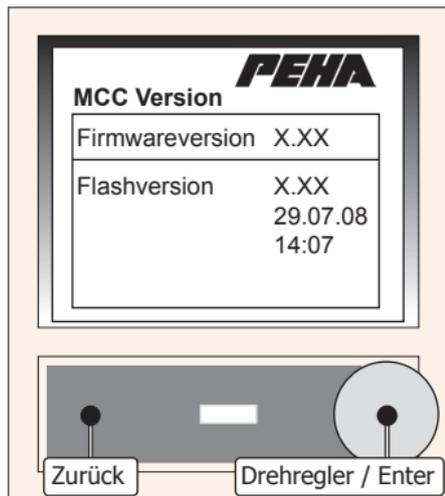 PEHA
MCC Version
Firmwareversion X.XX
Flashversion X.XX
29.07.08
14:07
Zurück Drehregler / Enter